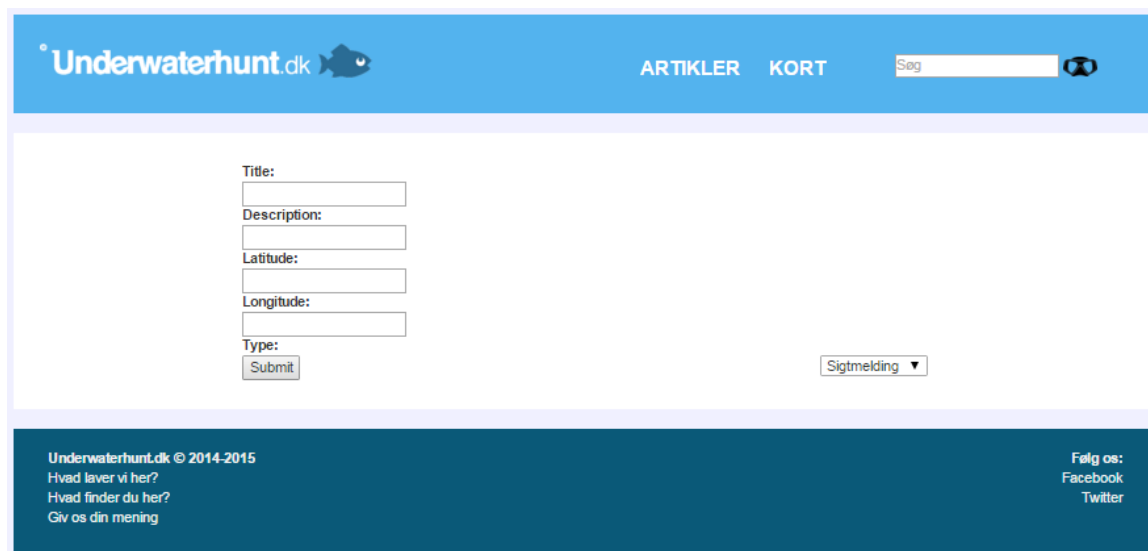 Underwaterhunt.dk
ARTIKLER KORT Søg
Title:
Description:
Latitude:
Longitude:
Type:
Submit Sigtmelding ▼
Underwaterhunt.dk © 2014-2015
Hvad laver vi her?
Hvad finder du her?
Giv os din mening
Følg os:
Facebook
Twitter